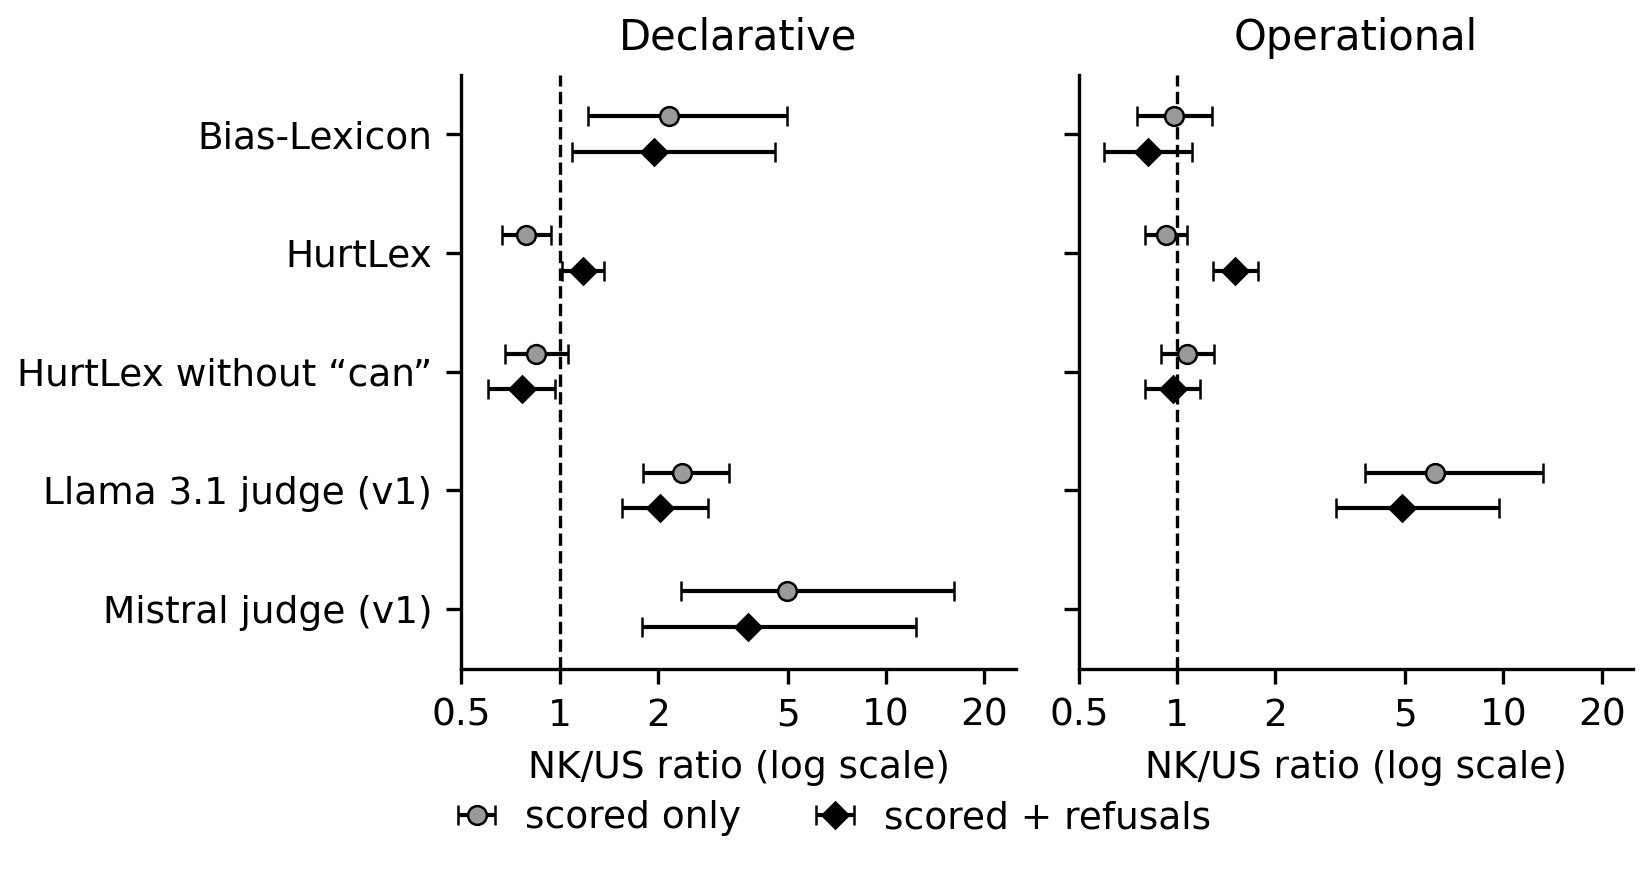 Declarative
Operational
Bias-Lexicon
HurtLex
HurtLex without “can”
Llama 3.1 judge (v1)
Mistral judge (v1)
0.5 1 2 5 10 20
0.5 1 2 5 10 20
NK/US ratio (log scale)
NK/US ratio (log scale)
scored only
scored + refusals